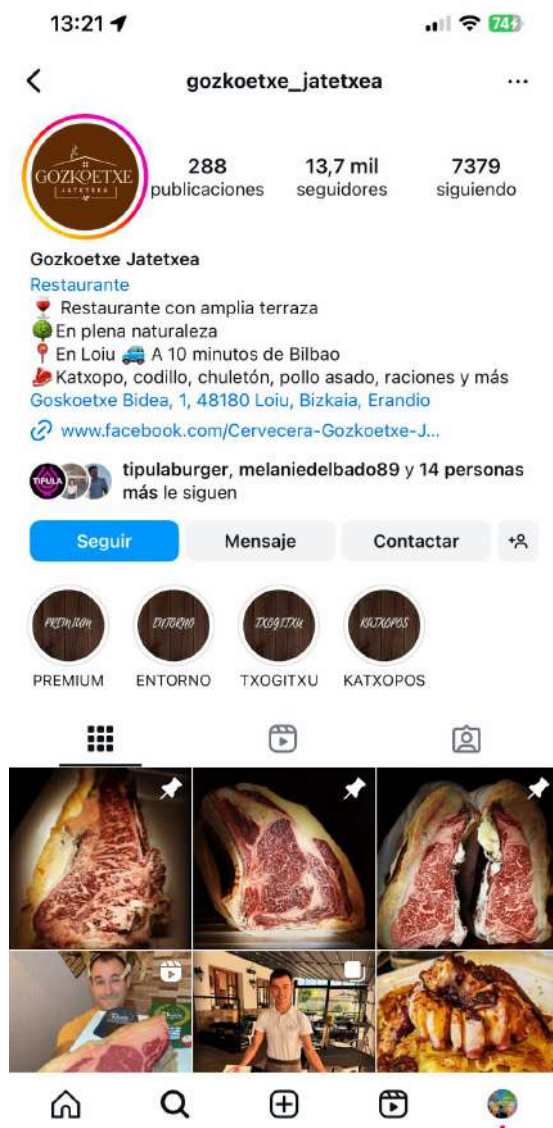 13:21
74
gozkoetxe_jatetxea
GOZKOETXE
JATETXEA
288
publicaciones
13,7 mil
seguidores
7379
siguiendo
Gozkoetxe Jatetxea
Restaurante
Restaurante con amplia terraza
En plena naturaleza
En Loiu A 10 minutos de Bilbao
Katxopo, codillo, chuletón, pollo asado, raciones y más
Goskoetxe Bidea, 1, 48180 Loiu, Bizkaia, Erandio
www.facebook.com/Cervecera-Gozkoetxe-J...
TIPULA
tipulaburger, melaniedelbado89 y 14 personas
más le siguen
Seguir
Mensaje
Contactar
PREMIUM
ENTORNO
TXOGITXU
KATXOPOS
PREMIUM
ENTORNO
TXOGITXU
KATXOPOS